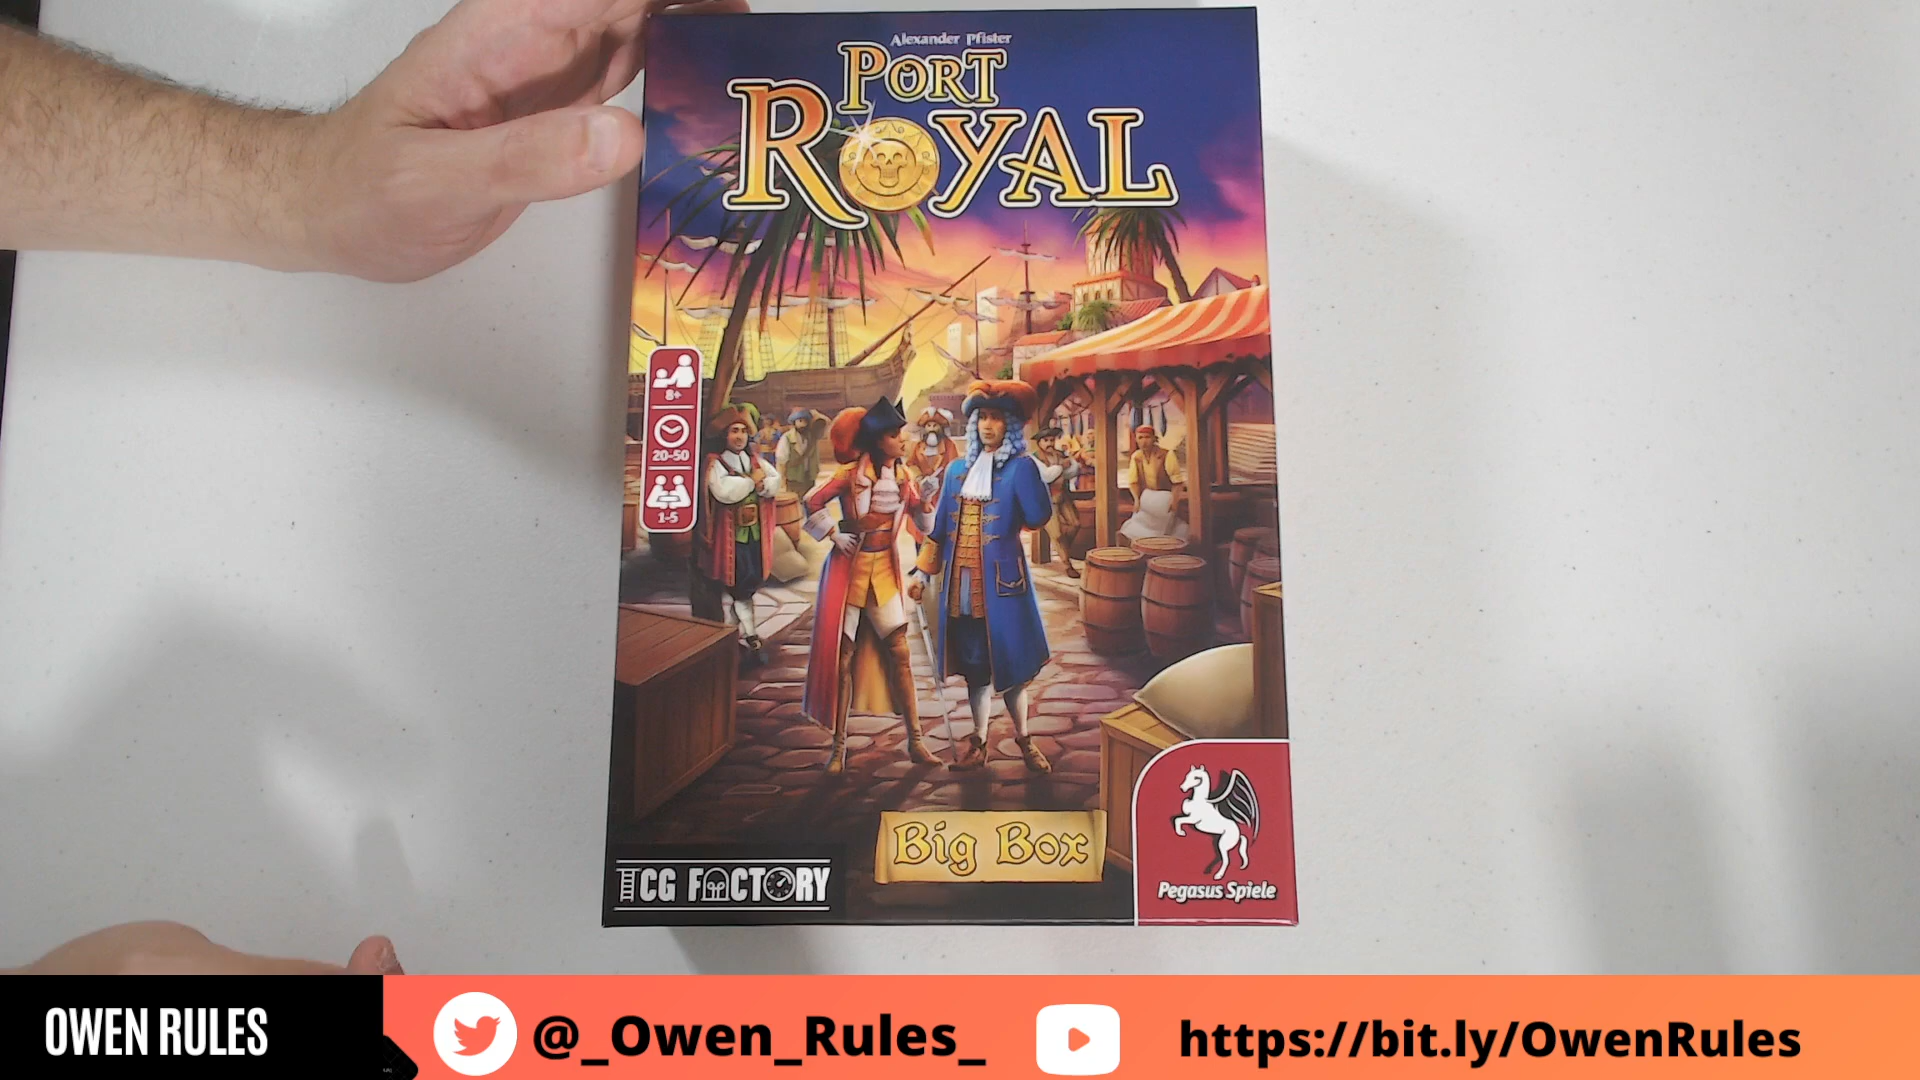 Alexander Pfister
PORT
ROYAL
8+
20-50
1-5
Big Box
TCG FACTORY
Pegasus Spiele
OWEN RULES
@_Owen_Rules_
https://bit.ly/OwenRules